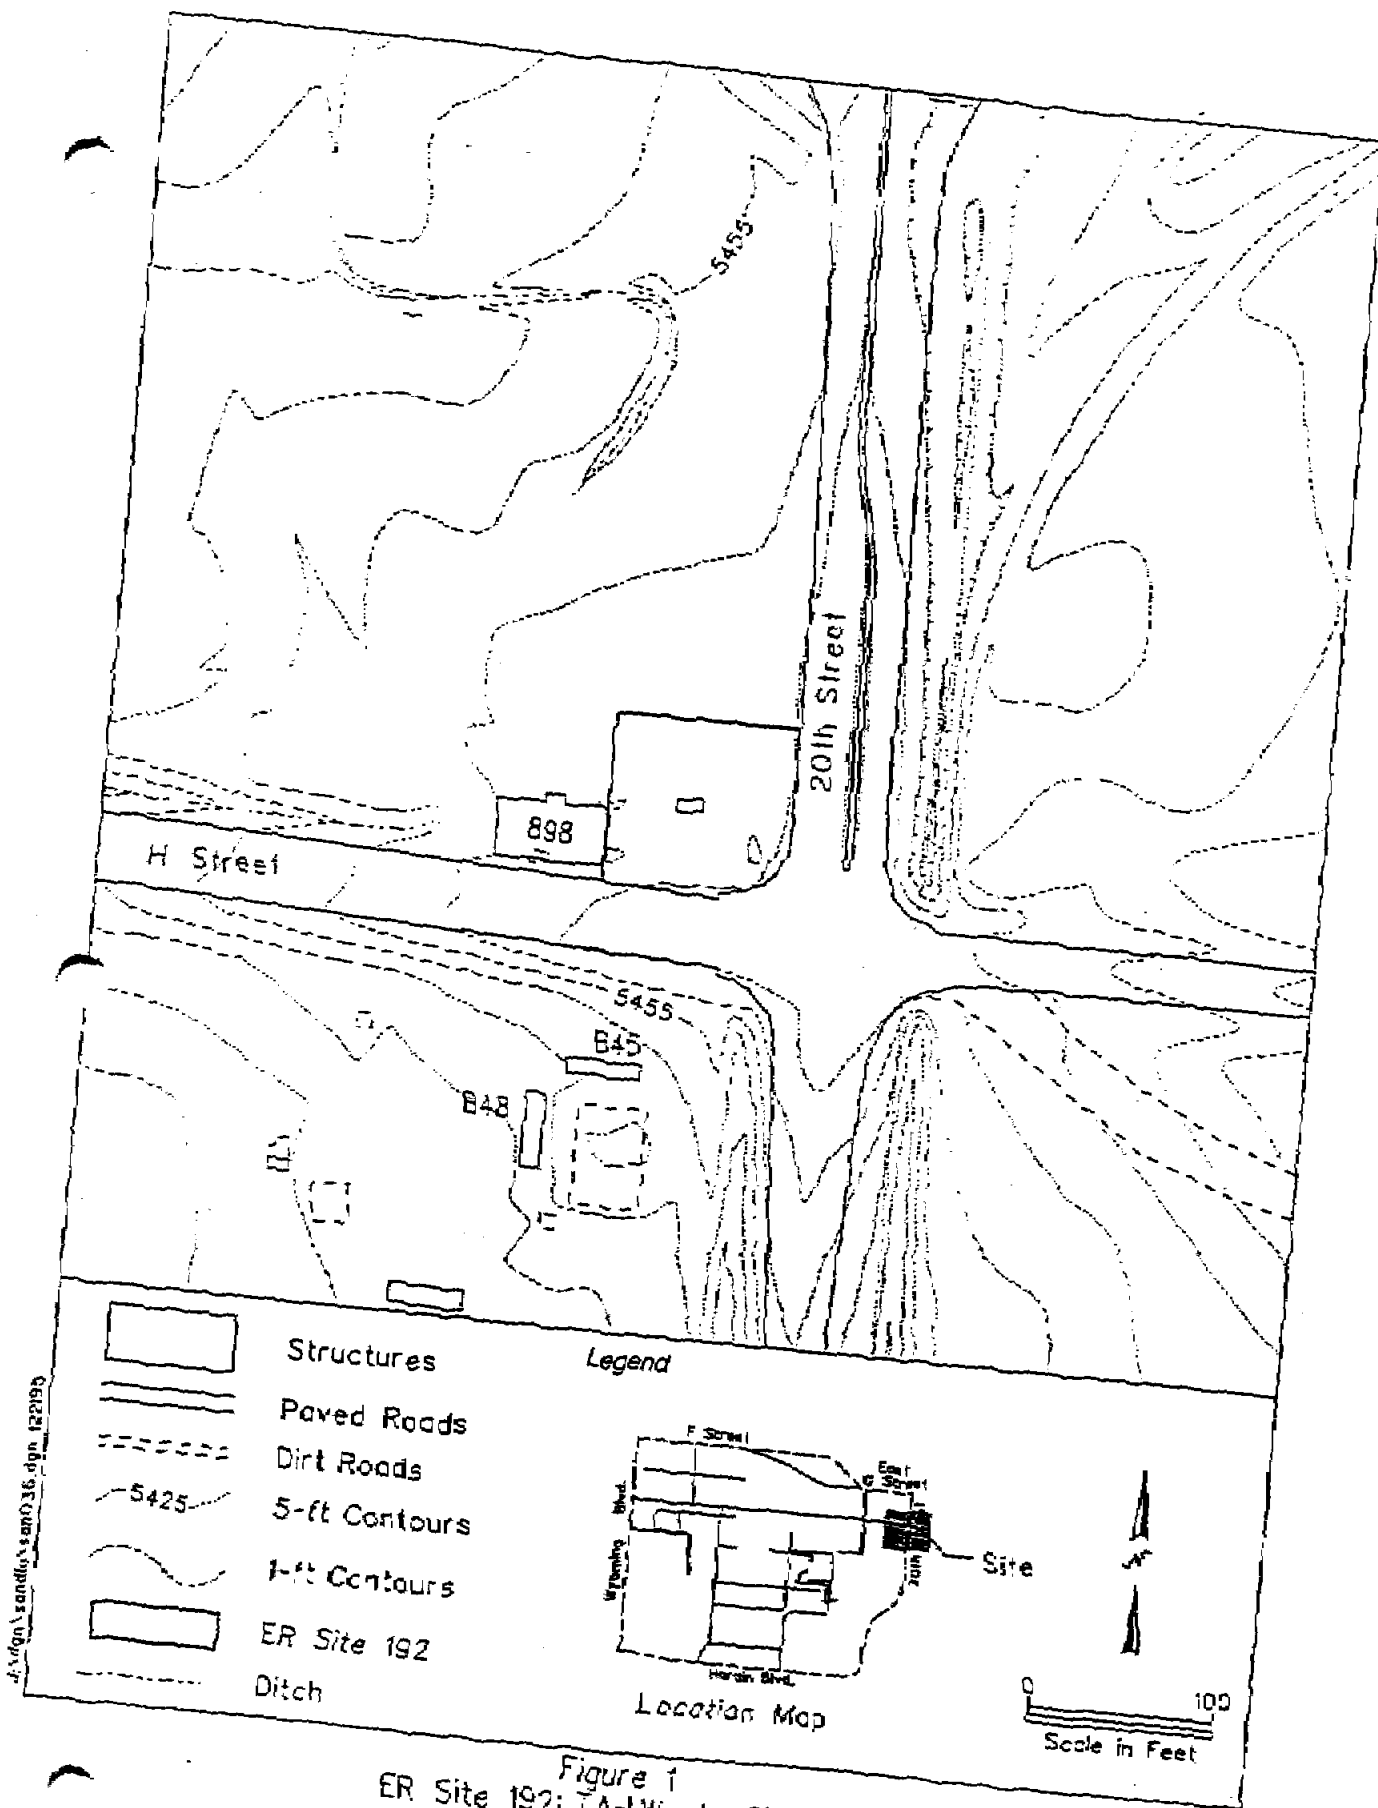 5455
20th Street
898
H Street
5455
B45
B48
Legend
Structures
Paved Roads
Dirt Roads
5425
5-ft Contours
1-ft Contours
ER Site 192
Ditch
F Street
East
G Street
Wyoming Blvd.
20th
Site
Hardin Blvd.
Location Map
N
0 100
Scale in Feet
Figure 1
ER Site 192: